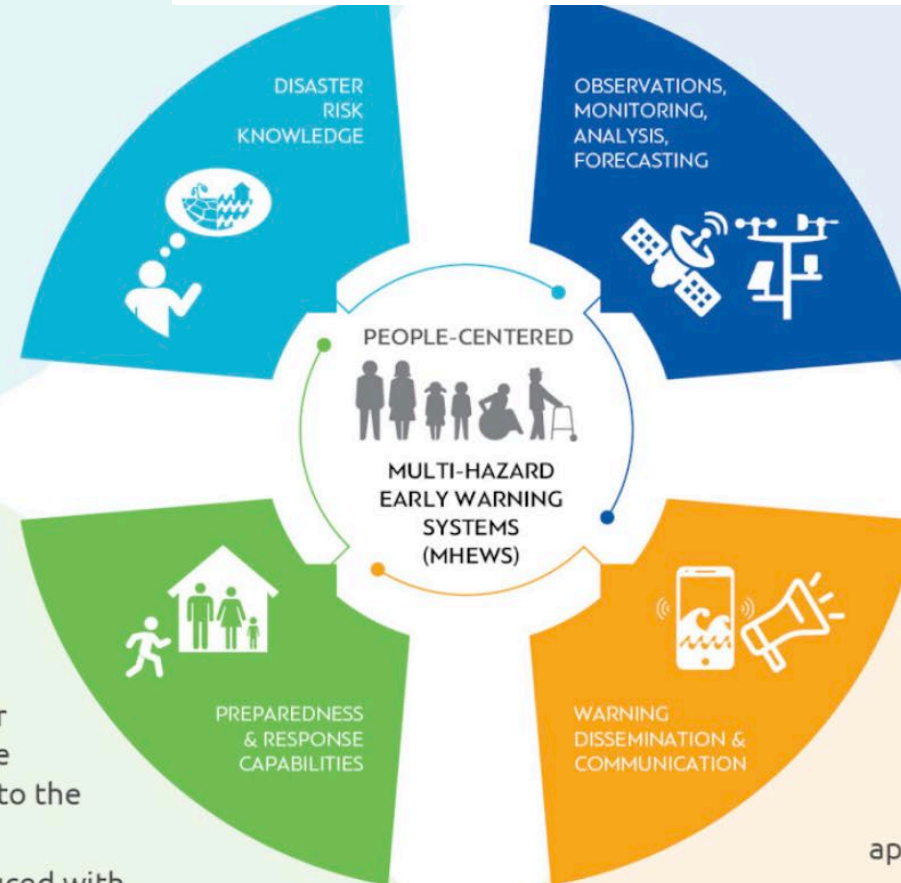 DISASTER
RISK
KNOWLEDGE
OBSERVATIONS,
MONITORING,
ANALYSIS,
FORECASTING
PEOPLE-CENTERED
MULTI-HAZARD
EARLY WARNING
SYSTEMS
(MHEWS)
PREPAREDNESS
& RESPONSE
CAPABILITIES
WARNING
DISSEMINATION &
COMMUNICATION
to the
with